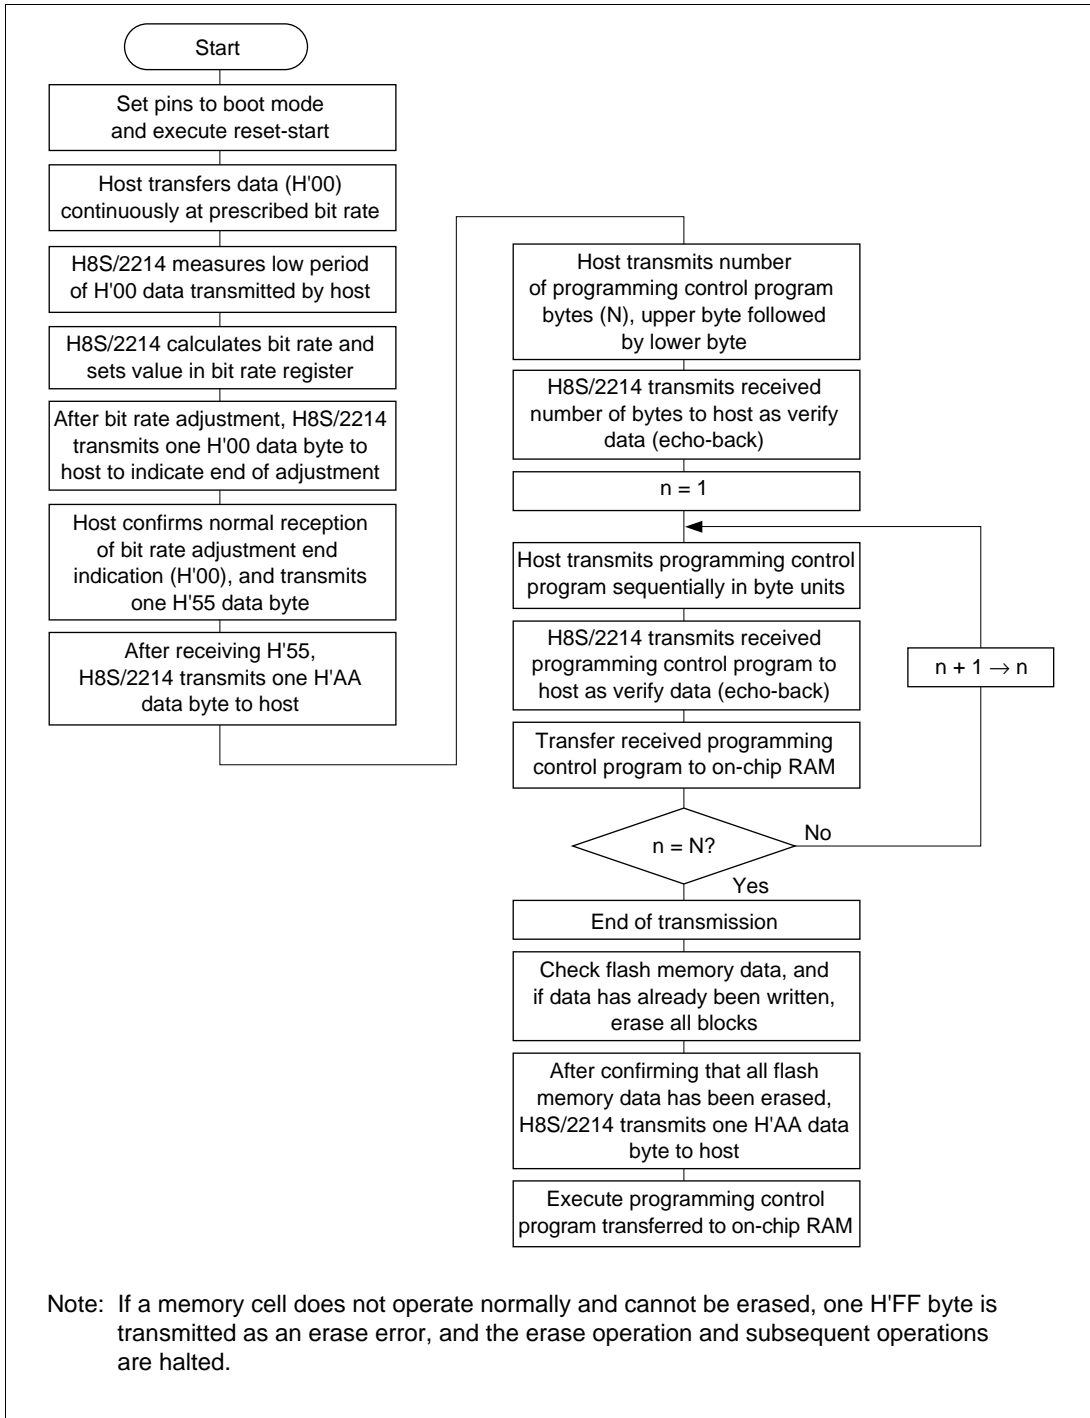 Start
Set pins to boot mode
and execute reset-start
Host transfers data (H'00)
continuously at prescribed bit rate
H8S/2214 measures low period
of H'00 data transmitted by host
H8S/2214 calculates bit rate and
sets value in bit rate register
After bit rate adjustment, H8S/2214
transmits one H'00 data byte to
host to indicate end of adjustment
Host confirms normal reception
of bit rate adjustment end
indication (H'00), and transmits
one H'55 data byte
After receiving H'55,
H8S/2214 transmits one H'AA
data byte to host
Host transmits number
of programming control program
bytes (N), upper byte followed
by lower byte
H8S/2214 transmits received
number of bytes to host as verify
data (echo-back)
n = 1
Host transmits programming control
program sequentially in byte units
H8S/2214 transmits received
programming control program to
host as verify data (echo-back)
n + 1 → n
Transfer received programming
control program to on-chip RAM
n = N?
No
Yes
End of transmission
Check flash memory data, and
if data has already been written,
erase all blocks
After confirming that all flash
memory data has been erased,
H8S/2214 transmits one H'AA data
byte to host
Execute programming control
program transferred to on-chip RAM
Note: If a memory cell does not operate normally and cannot be erased, one H'FF byte is
transmitted as an erase error, and the erase operation and subsequent operations
are halted.